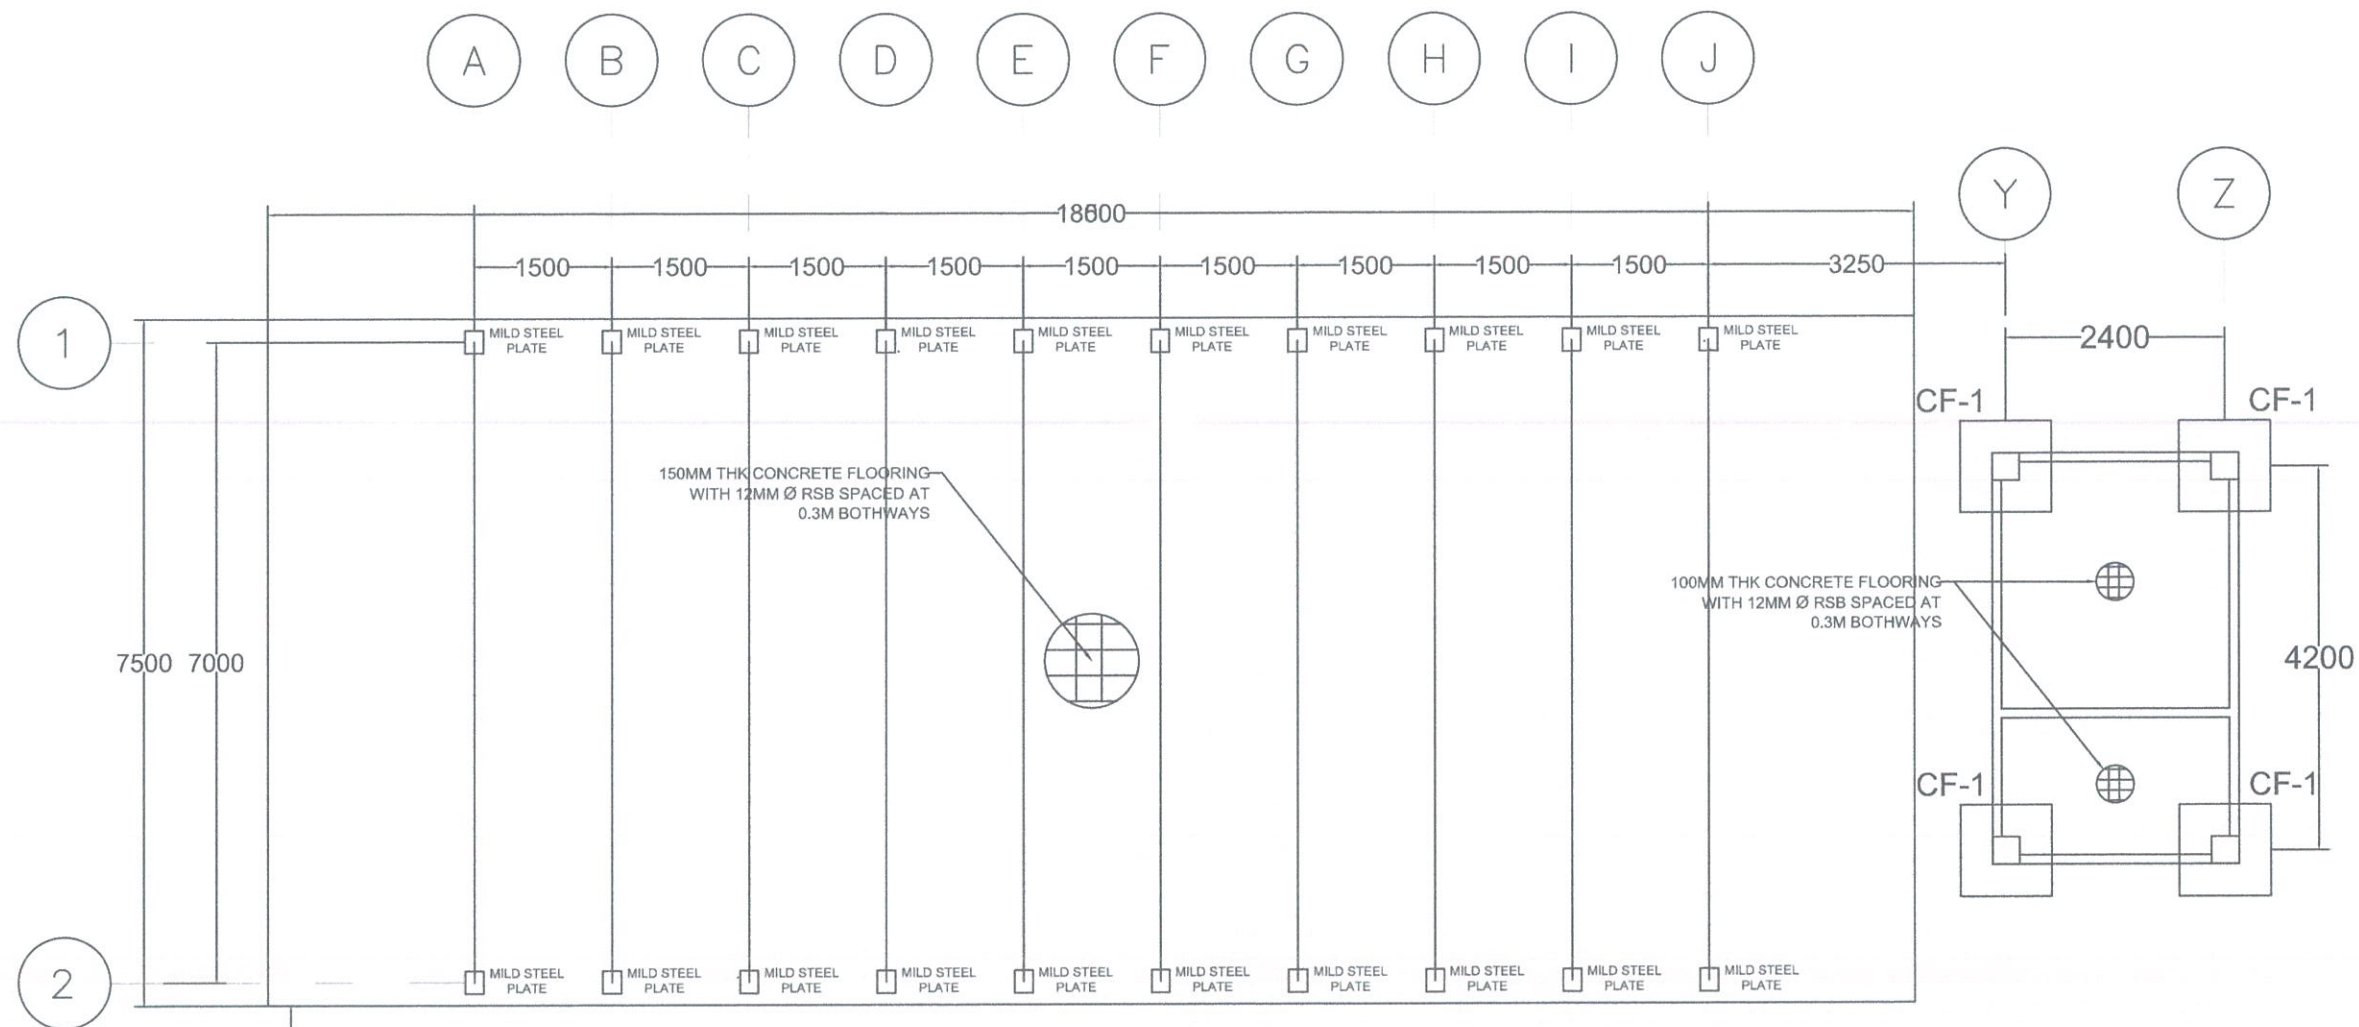 A
B
C
D
E
F
G
H
I
J
Y
Z
1500
1500
1500
1500
1500
1500
1500
1500
1500
3250
1
MILD STEEL
PLATE
MILD STEEL
PLATE
MILD STEEL
PLATE
MILD STEEL
PLATE
MILD STEEL
PLATE
MILD STEEL
PLATE
MILD STEEL
PLATE
MILD STEEL
PLATE
MILD STEEL
PLATE
MILD STEEL
PLATE
2400
CF-1
CF-1
150MM THK CONCRETE FLOORING
WITH 12MM Ø RSB SPACED AT
0.3M BOTHWAYS
100MM THK CONCRETE FLOORING
WITH 12MM Ø RSB SPACED AT
0.3M BOTHWAYS
7500
7000
4200
CF-1
CF-1
2
MILD STEEL
PLATE
MILD STEEL
PLATE
MILD STEEL
PLATE
MILD STEEL
PLATE
MILD STEEL
PLATE
MILD STEEL
PLATE
MILD STEEL
PLATE
MILD STEEL
PLATE
MILD STEEL
PLATE
MILD STEEL
PLATE